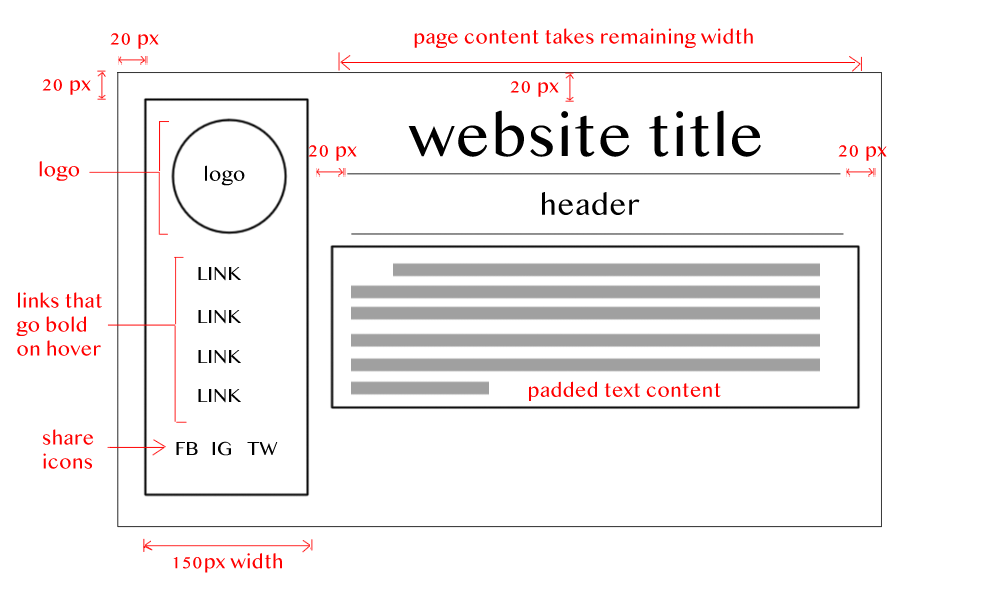 20 px
page content takes remaining width
20 px
20 px
website title
20 px
20 px
logo
logo
header
LINK
links that
go bold
on hover
LINK
LINK
LINK
padded text content
share
icons
FB IG TW
150px width